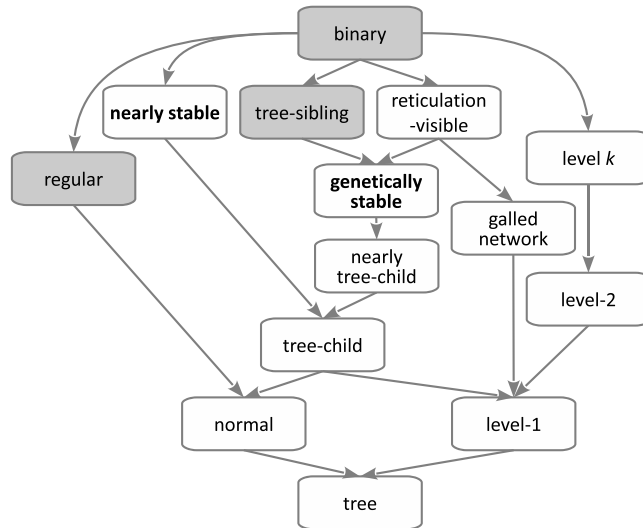 binary
nearly stable
tree-sibling
reticulation
-visible
level k
regular
genetically
stable
galled
network
nearly
tree-child
level-2
tree-child
normal
level-1
tree